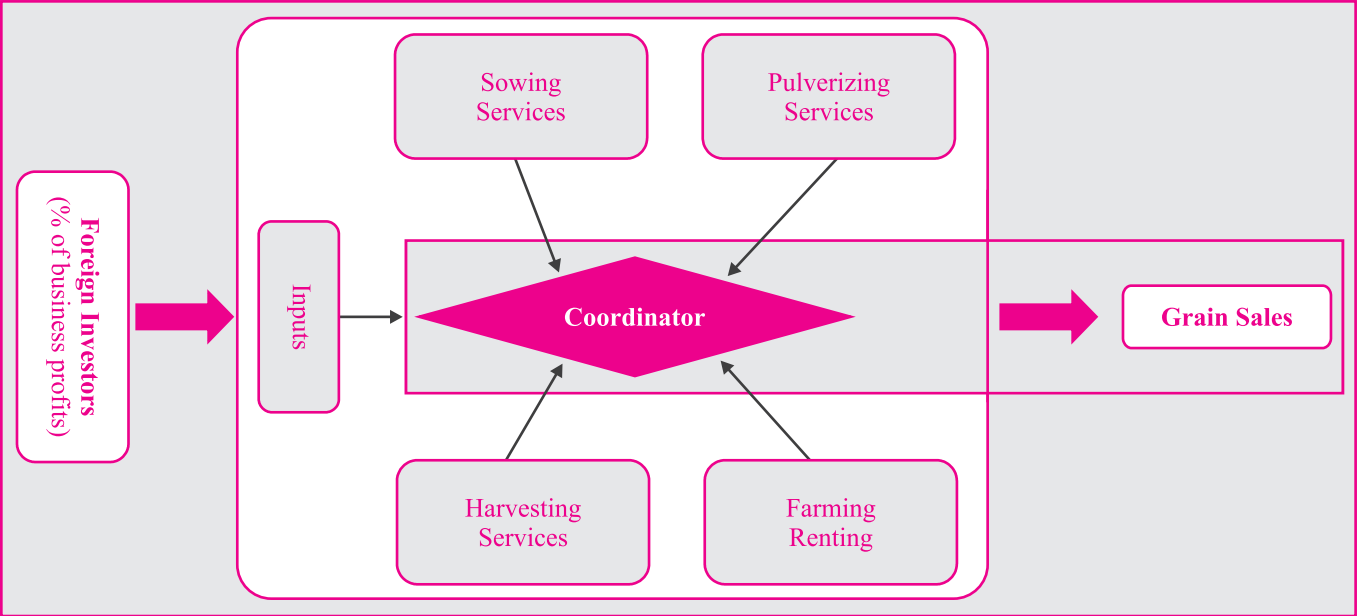 Foreign Investors
(% of business profits)
Inputs
Sowing
Services
Pulverizing
Services
Coordinator
Harvesting
Services
Farming
Renting
Grain Sales